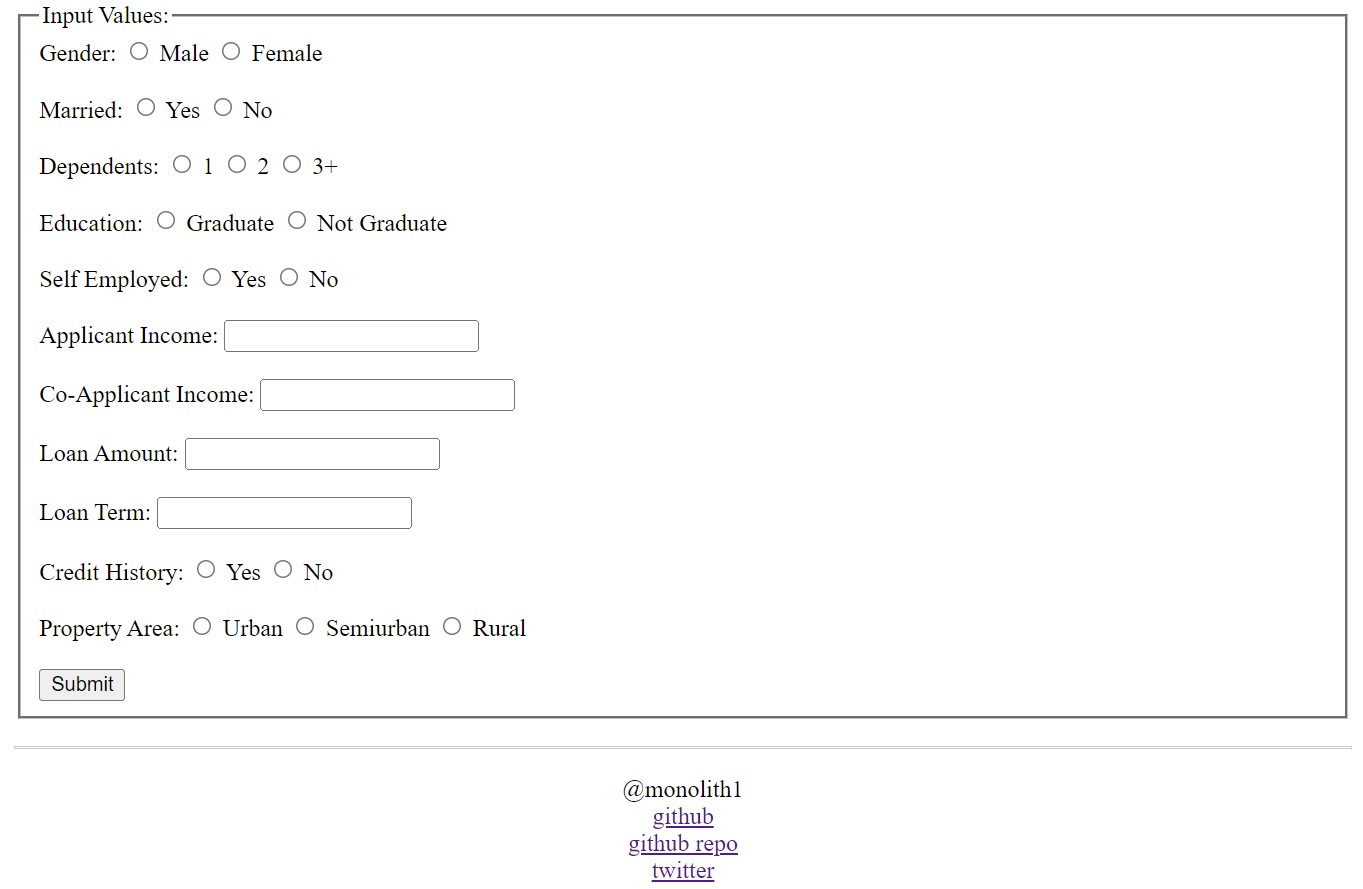 Input Values:
Gender: Male Female
Married: Yes No
Dependents: 1 2 3+
Education: Graduate Not Graduate
Self Employed: Yes No
Applicant Income:
Co-Applicant Income:
Loan Amount:
Loan Term:
Credit History: Yes No
Property Area: Urban Semiurban Rural
Submit
@monolith1
github
github repo
twitter